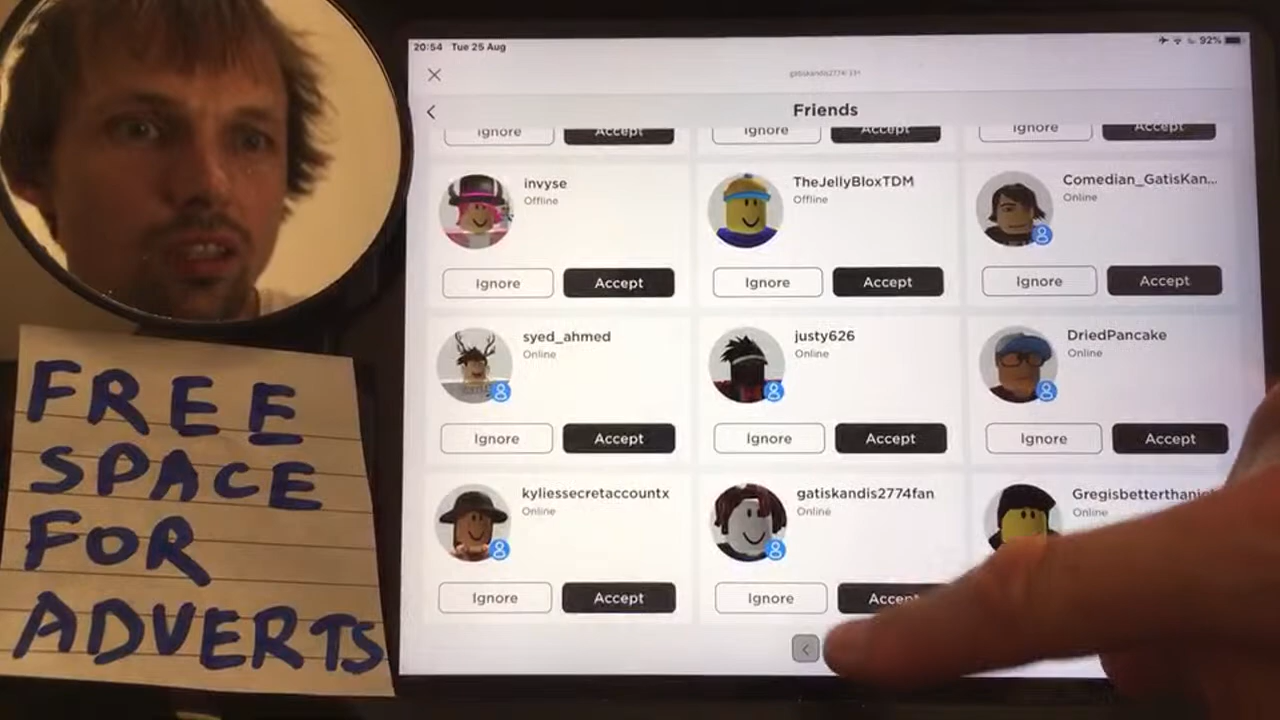 20:54 Tue 25 Aug
92%
Friends
Ignore Accept Ignore Accept Ignore Accept
invyse TheJellyBloxTDM Comedian_GatisKan...
Offline Offline Online
Ignore Accept Ignore Accept Ignore Accept
syed_ahmed justy626 DriedPancake
Online Online Online
Ignore Accept Ignore Accept Ignore Accept
kyliessecretaccountx gatiskandis2774fan
Online Online
Ignore Accept Ignore Accept
FREE
SPACE
FOR
ADVERTS